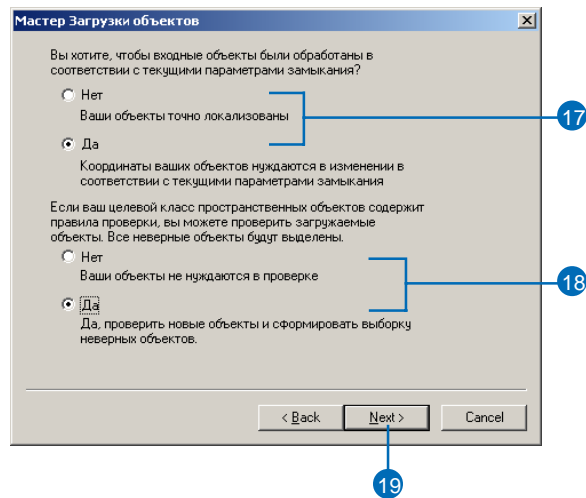 Мастер Загрузки объектов
Вы хотите, чтобы входные объекты были обработаны в
соответствии с текущими параметрами замыкания?
Нет
Ваши объекты точно локализованы
17
Да
Координаты ваших объектов нуждаются в изменении в
соответствии с текущими параметрами замыкания
Если ваш целевой класс пространственных объектов содержит
правила проверки, вы можете проверить загружаемые
объекты. Все неверные объекты будут выделены.
Нет
Ваши объекты не нуждаются в проверке
18
Да
Да, проверить новые объекты и сформировать выборку
неверных объектов.
< Back
Next >
Cancel
19